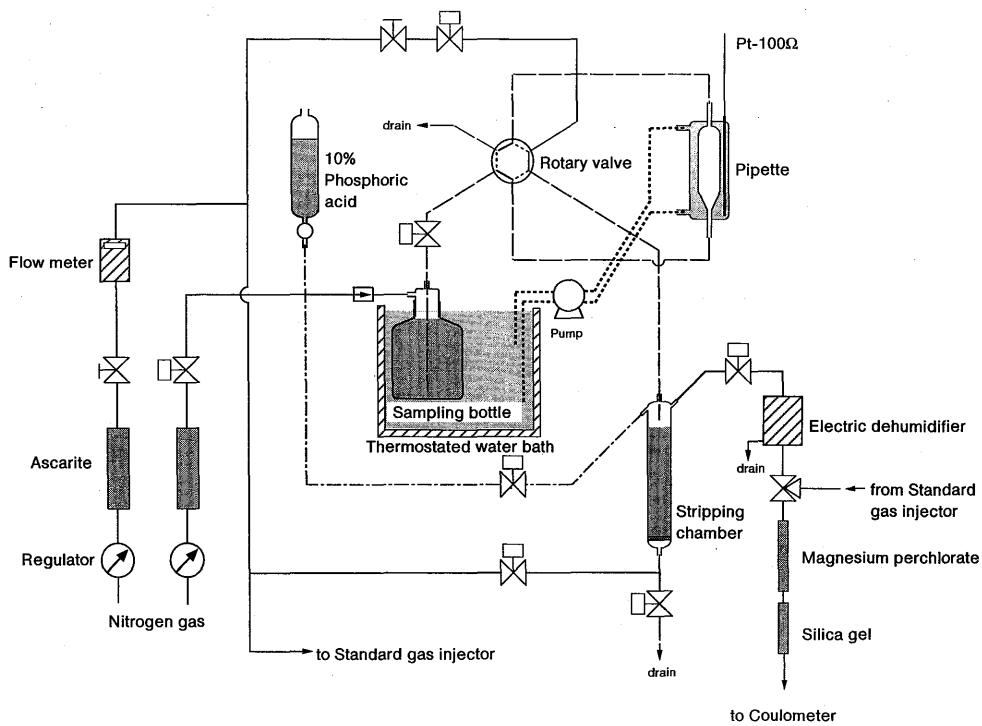 Pt-100Ω
drain
Rotary valve
Pipette
10%
Phosphoric
acid
Flow meter
Pump
Sampling bottle
Thermostated water bath
Electric dehumidifier
drain
Ascarite
from Standard
gas injector
Stripping
chamber
Regulator
Magnesium perchlorate
Nitrogen gas
Silica gel
to Standard gas injector
drain
to Coulometer